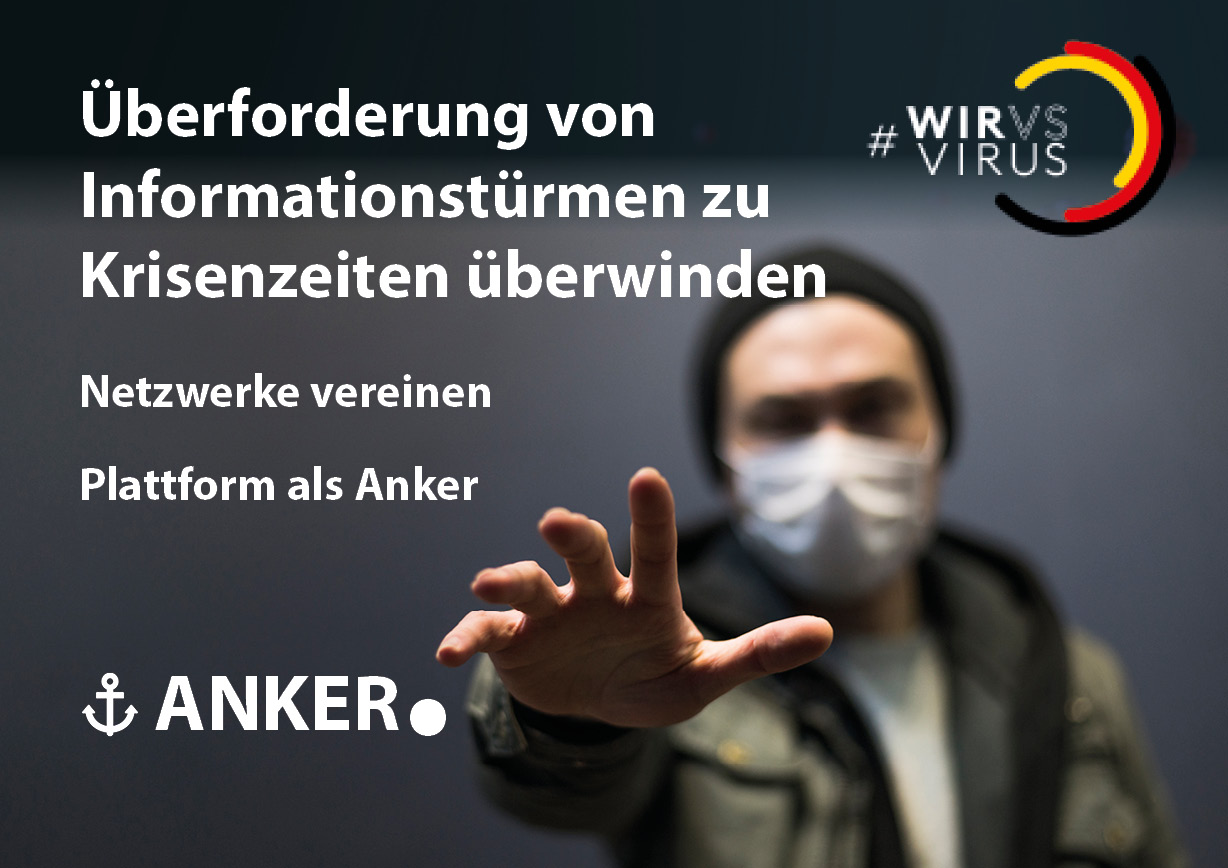 Überforderung von
Informationstürmen zu
Krisenzeiten überwinden
# WIRVS
VIRUS
Netzwerke vereinen
Plattform als Anker
ANKER.